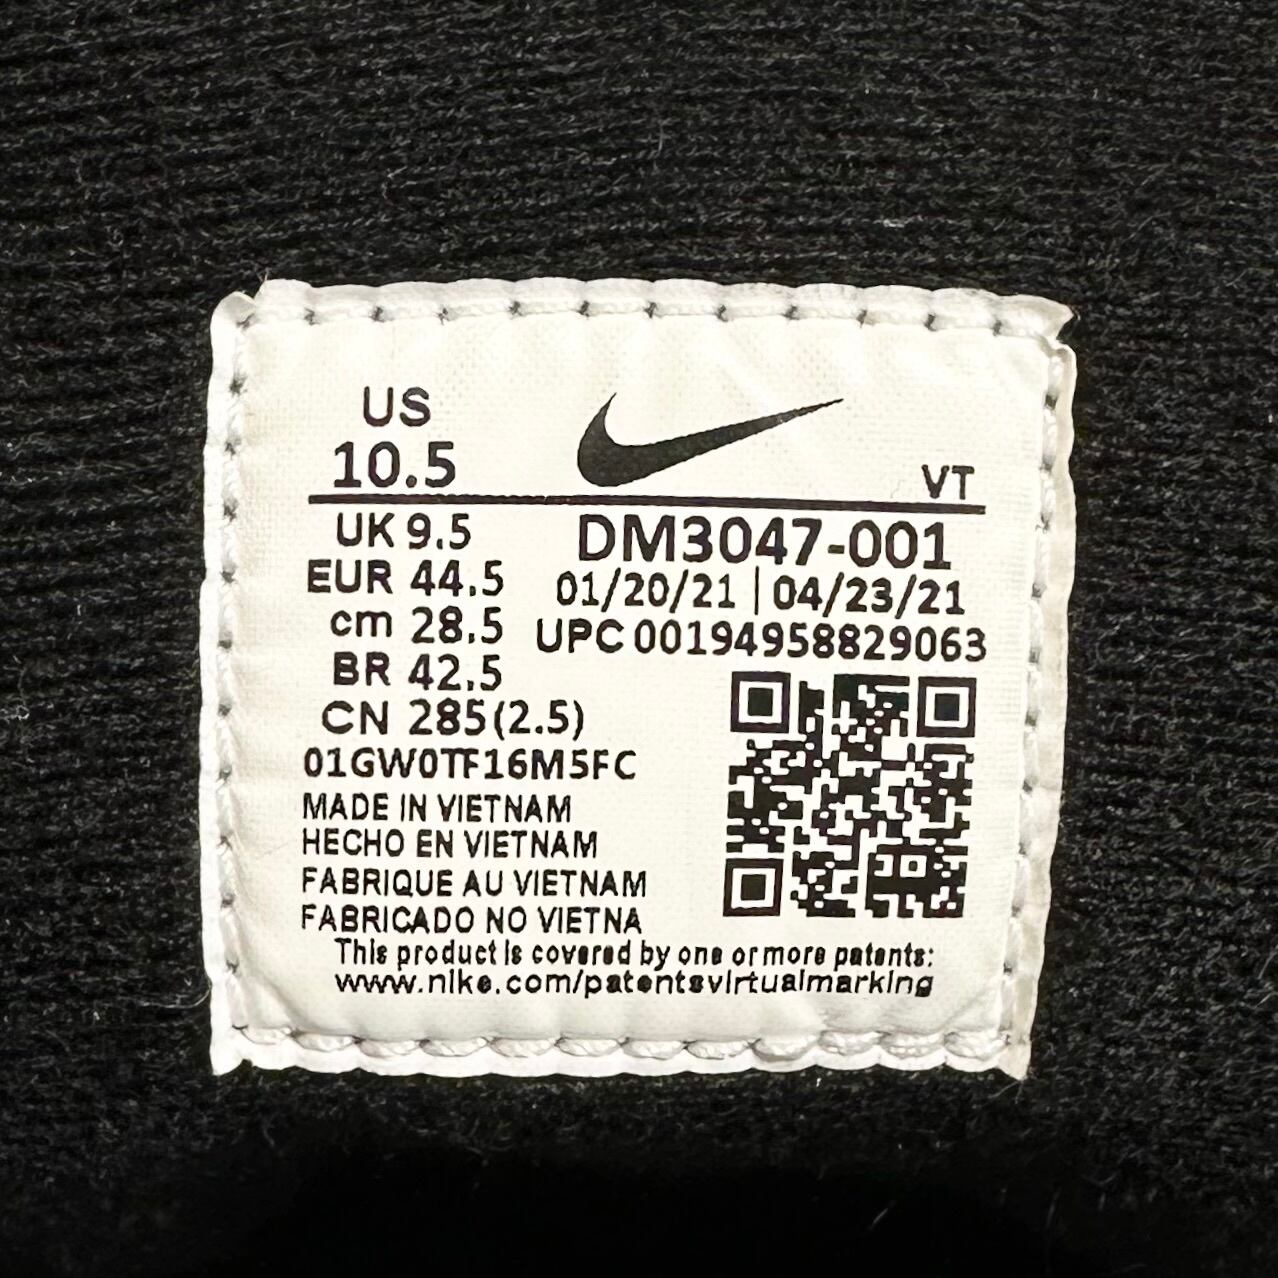 US
10.5
VT
UK 9.5
EUR 44.5
cm 28.5
BR 42.5
CN 285(2.5)
DM3047-001
01/20/21 | 04/23/21
UPC 00194958829063
01GW0TF16M5FC
MADE IN VIETNAM
HECHO EN VIETNAM
FABRIQUE AU VIETNAM
FABRICADO NO VIETNA
This product is covered by one or more patents:
www.nike.com/patentsvirtualmarking